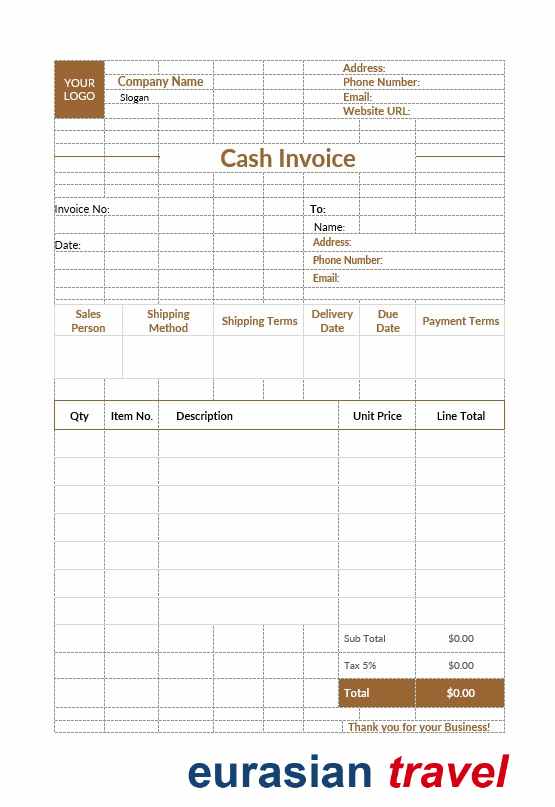 YOUR
LOGO
Company Name
Slogan
Address:
Phone Number:
Email:
Website URL:
Cash Invoice
Invoice No:
Date:
To:
Name:
Address:
Phone Number:
Email:
Sales Person
Shipping Method
Shipping Terms
Delivery Date
Due Date
Payment Terms
Qty Item No. Description Unit Price Line Total
Sub Total $0.00
Tax 5% $0.00
Total $0.00
Thank you for your Business!
eurasian travel